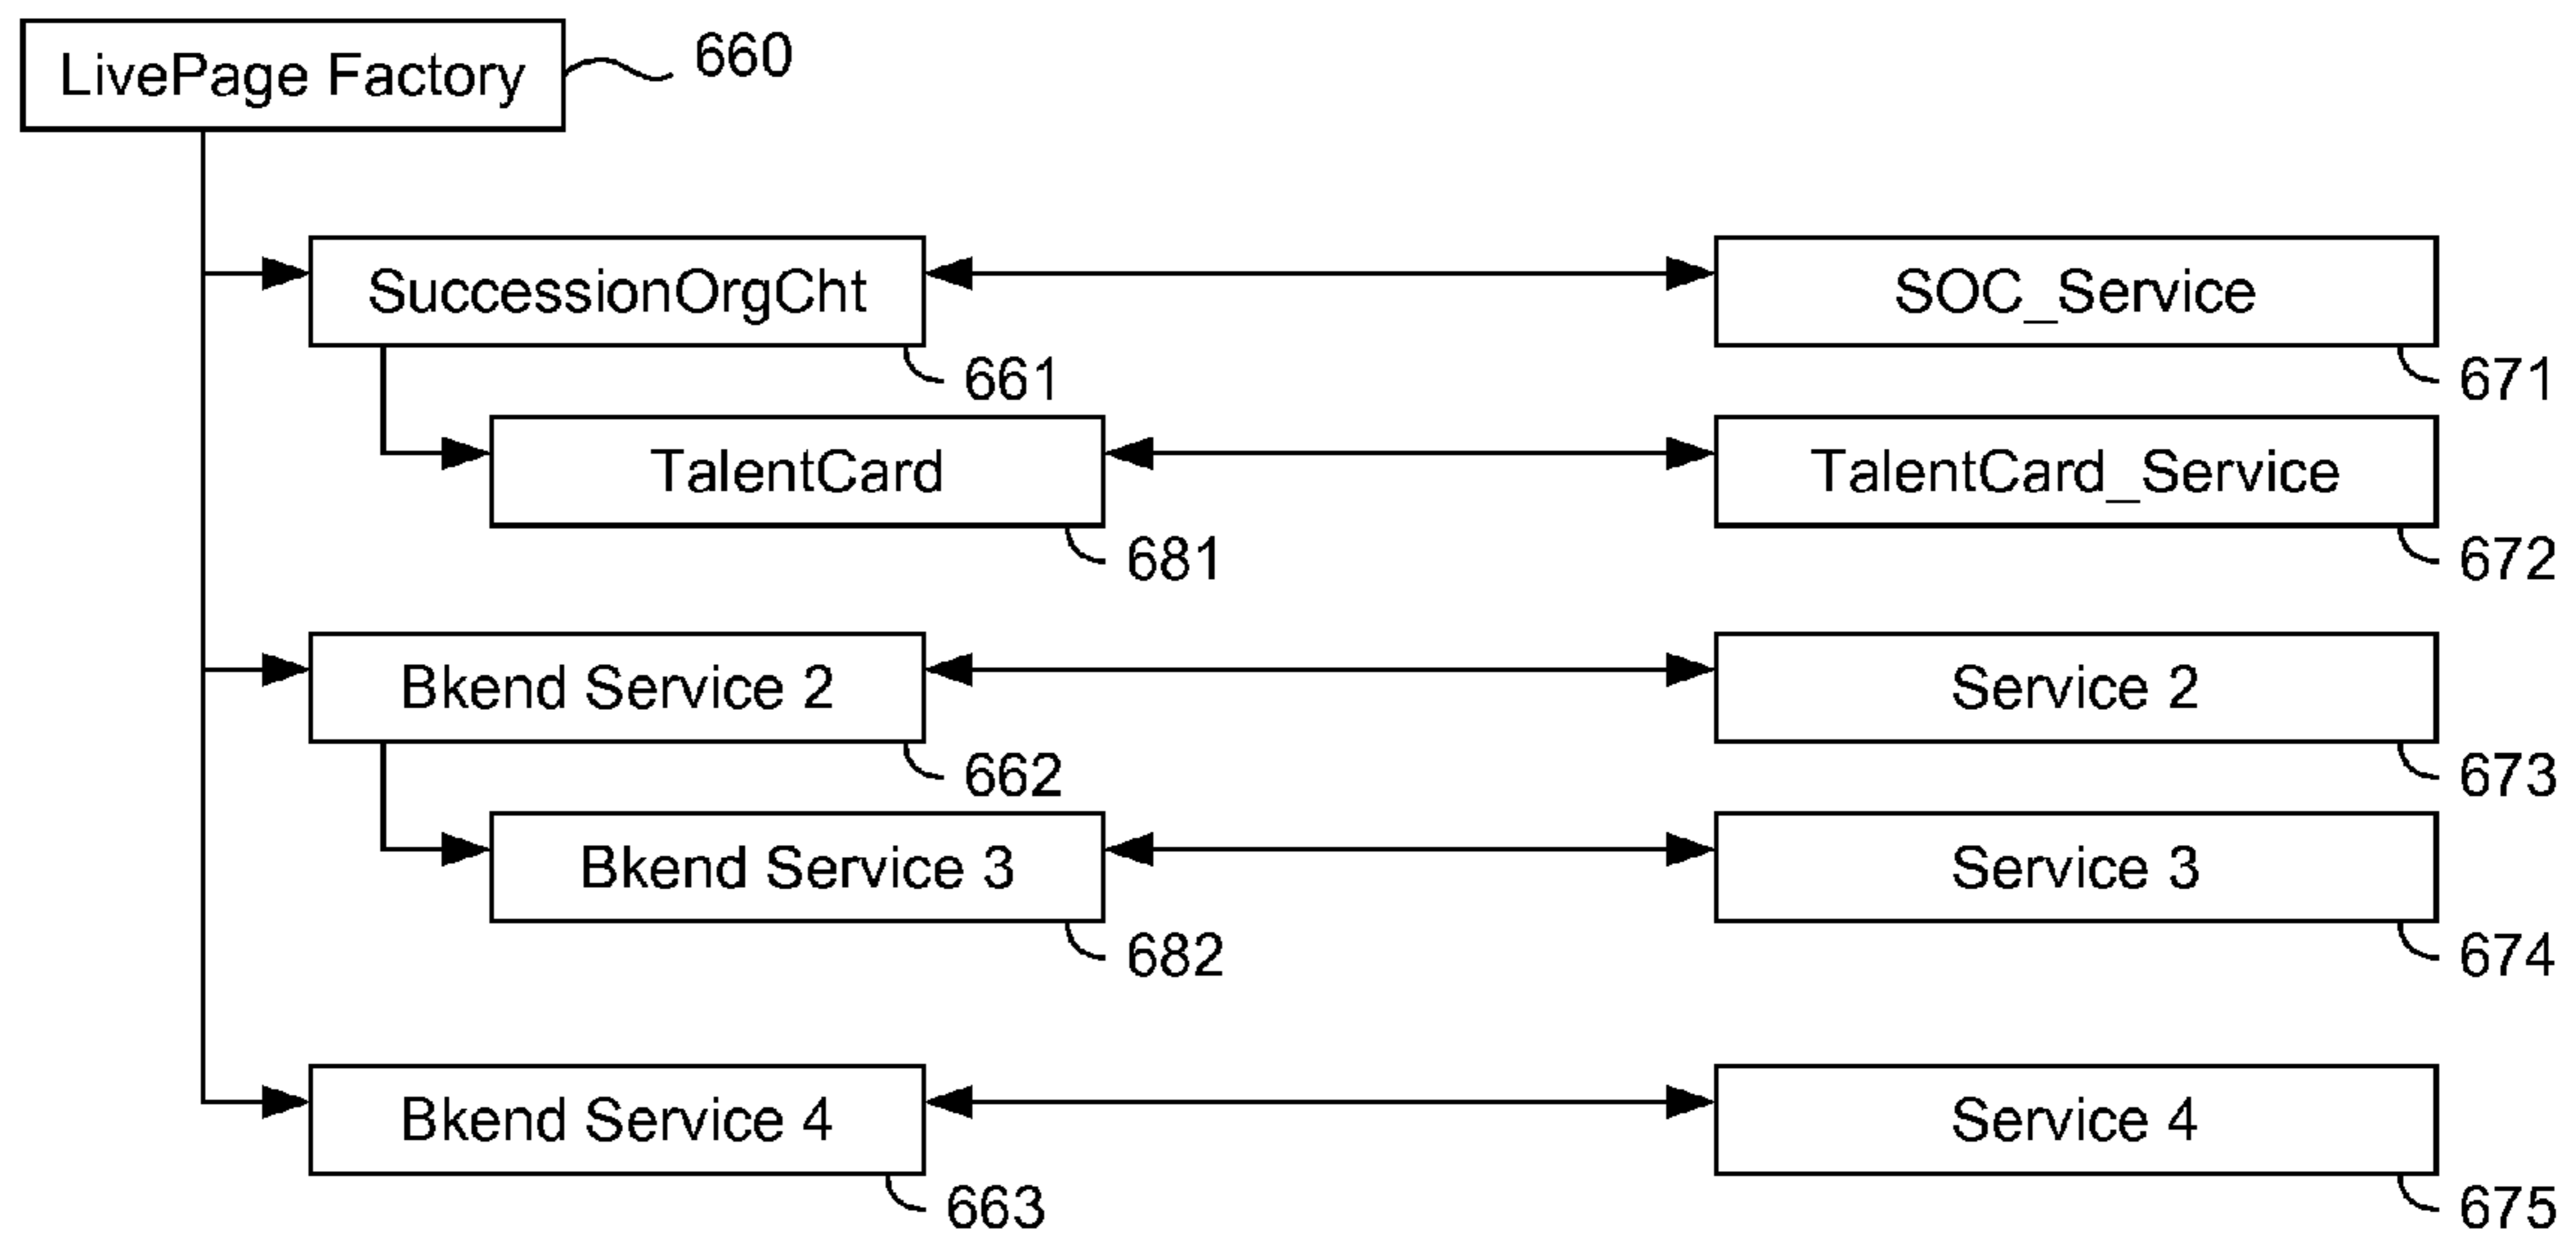 LivePage Factory
660
SuccessionOrgCht
SOC_Service
661
671
TalentCard
TalentCard_Service
681
672
Bkend Service 2
Service 2
662
673
Bkend Service 3
Service 3
682
674
Bkend Service 4
Service 4
663
675